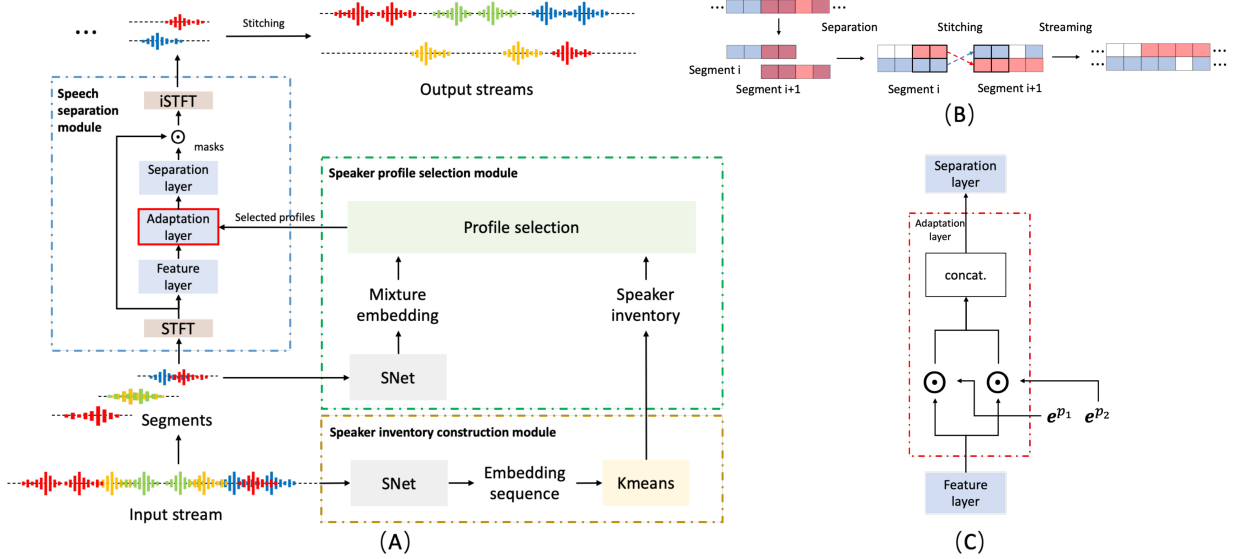 ...
Stitching
Output streams
Speech
separation
module
iSTFT
⊙
masks
Separation
layer
Adaptation
layer
Feature
layer
STFT
Selected profiles
Segments
Input stream
Speaker profile selection module
Profile selection
Mixture
embedding
Speaker
inventory
SNet
Speaker inventory construction module
SNet
Embedding
sequence
Kmeans
(A)
...
Separation
Stitching
Streaming
Segment i
Segment i+1
Segment i
Segment i+1
...
...
...
...
(B)
Separation
layer
Adaptation
layer
concat.
⊙ ⊙
e^{p_1} e^{p_2}
Feature
layer
(C)